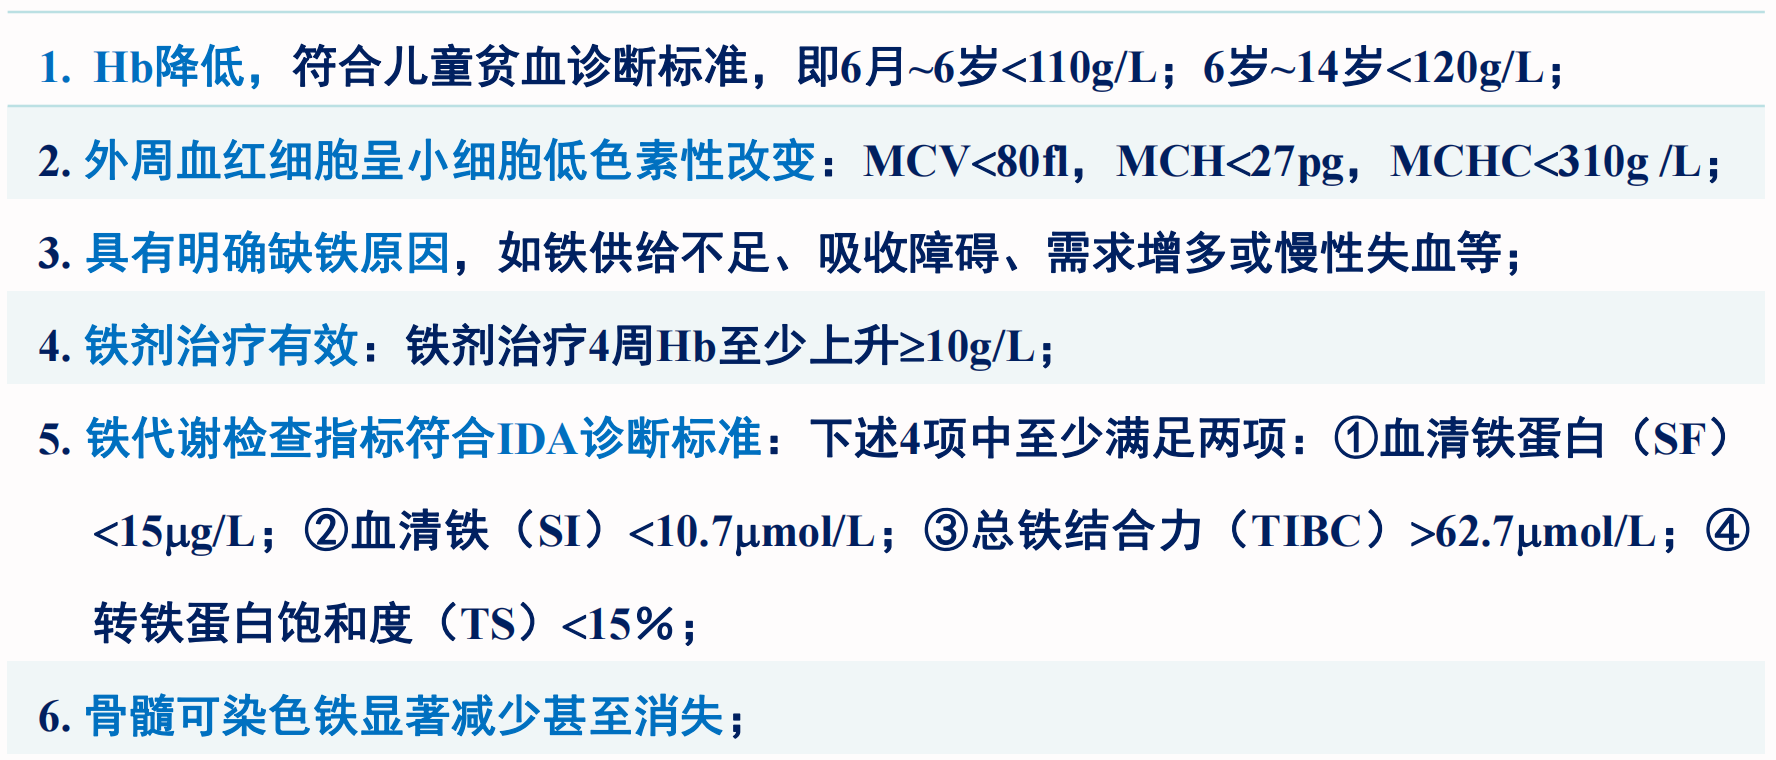 1. Hb降低，符合儿童贫血诊断标准，即6月~6岁<110g/L；6岁~14岁<120g/L；
2. 外周血红细胞呈小细胞低色素性改变：MCV<80fl，MCH<27pg，MCHC<310g /L；
3. 具有明确缺铁原因，如铁供给不足、吸收障碍、需求增多或慢性失血等；
4. 铁剂治疗有效：铁剂治疗4周Hb至少上升≥10g/L；
5. 铁代谢检查指标符合IDA诊断标准：下述4项中至少满足两项：①血清铁蛋白（SF）
<15μg/L；②血清铁（SI）<10.7μmol/L；③总铁结合力（TIBC）>62.7μmol/L；④
转铁蛋白饱和度（TS）<15%；
6. 骨髓可染色铁显著减少甚至消失；